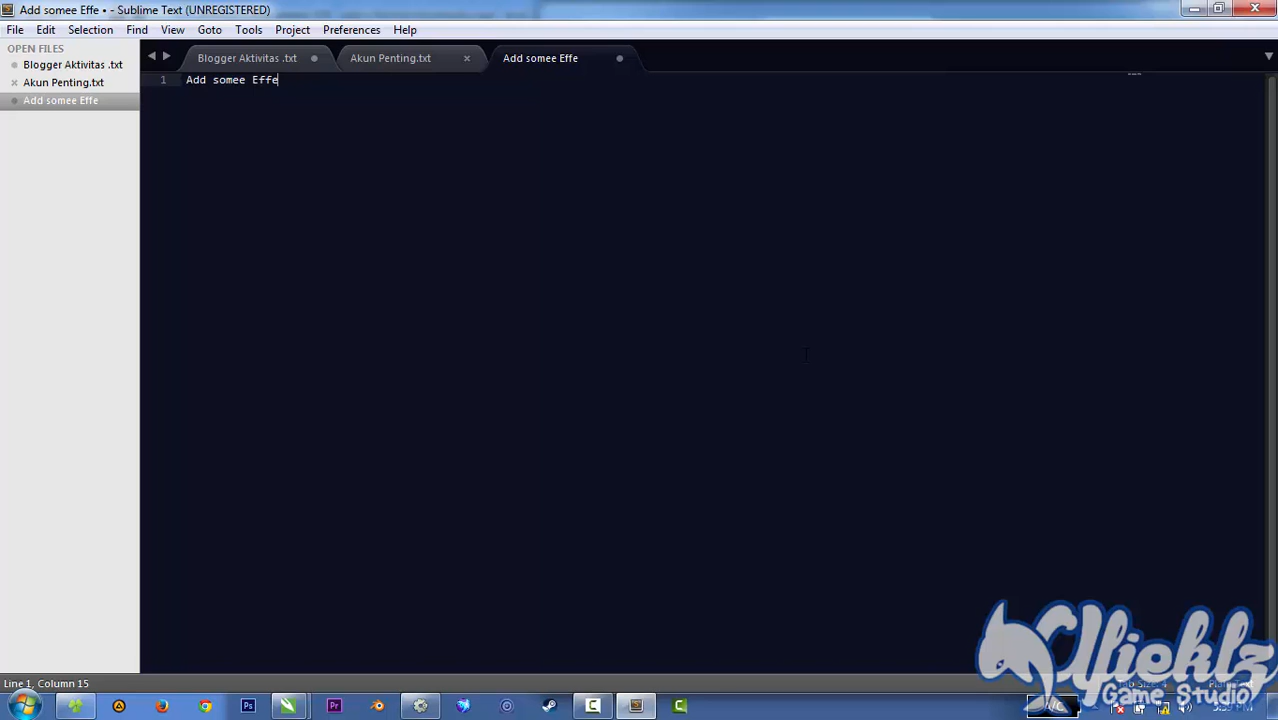 Add somee Effe • - Sublime Text (UNREGISTERED)
File Edit Selection Find View Goto Tools Project Preferences Help
OPEN FILES
Blogger Aktivitas .txt
Akun Penting.txt
Add somee Effe
Blogger Aktivitas .txt
Akun Penting.txt
Add somee Effe
1 Add somee Effe
Line 1, Column 15
Game Studio
Ps
Pr
A/C